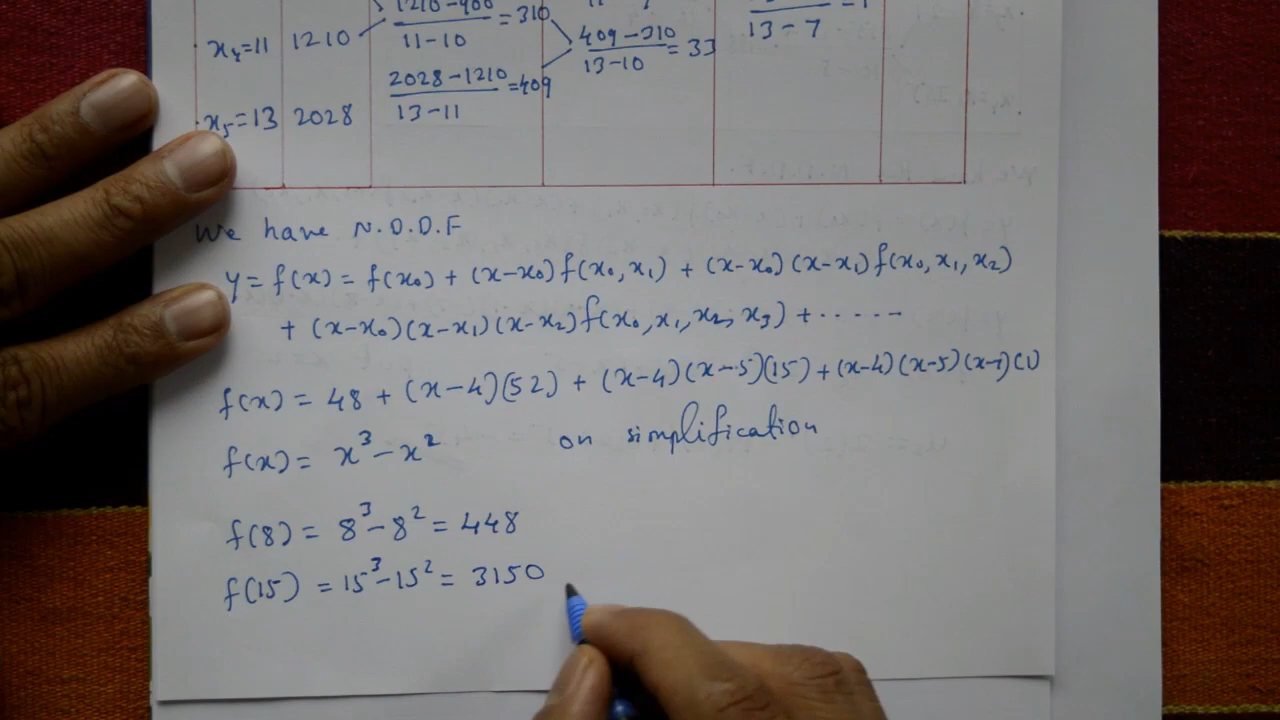 1210-900 / 11-10 = 310
13-7
x₄=11 1210
409-310 / 13-10 = 33
2028-1210 / 13-11 =409
x₅=13 2028
We have N.D.D.F
y = f(x) = f(x₀) + (x-x₀) f(x₀, x₁) + (x-x₀) (x-x₁) f(x₀, x₁, x₂)
+ (x-x₀)(x-x₁)(x-x₂) f(x₀, x₁, x₂, x₃) + ......
f(x) = 48 + (x-4)(52) + (x-4)(x-5)(15) + (x-4)(x-5)(x-7)(1)
f(x) = x³-x² on simplification
f(8) = 8³-8² = 448
f(15) = 15³-15² = 3150